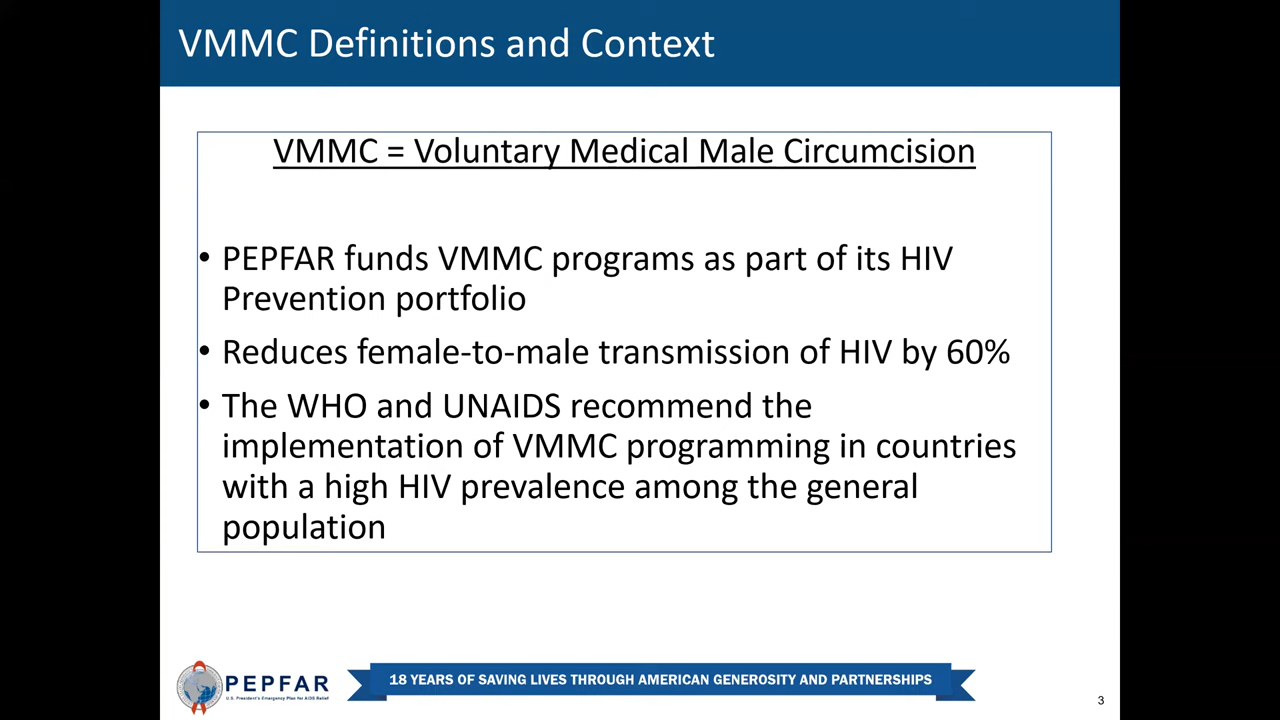 VMMC Definitions and Context
VMMC = Voluntary Medical Male Circumcision
• PEPFAR funds VMMC programs as part of its HIV
Prevention portfolio
• Reduces female-to-male transmission of HIV by 60%
• The WHO and UNAIDS recommend the
implementation of VMMC programming in countries
with a high HIV prevalence among the general
population
PEPFAR
U.S. President's Emergency Plan for AIDS Relief
18 YEARS OF SAVING LIVES THROUGH AMERICAN GENEROSITY AND PARTNERSHIPS
3